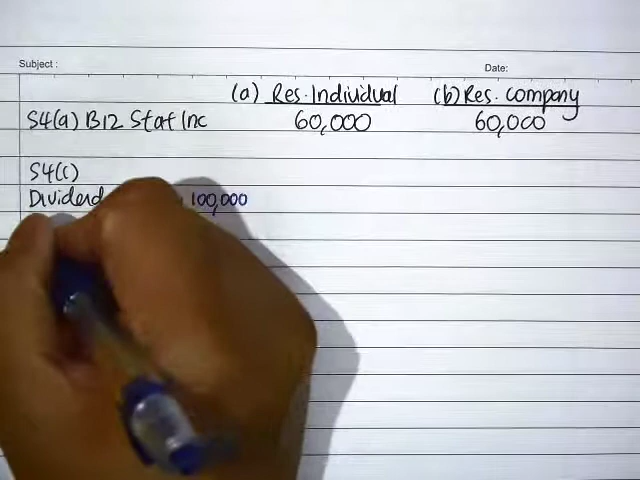 Subject : Date:
(a) Res. Individual (b) Res. Company
S4(a) B12 Stat Inc 60,000 60,000
S4(c)
Dividend 100,000